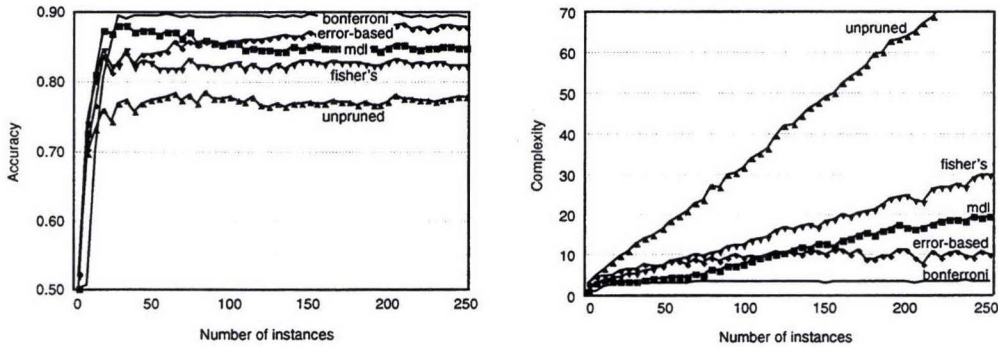 0.90
0.80
0.70
0.60
0.50
Accuracy
bonferroni
error-based
mdl
fisher's
unpruned
0 50 100 150 200 250
Number of instances
70
60
50
40
30
20
10
0
Complexity
unpruned
fisher's
mdl
error-based
bonferroni
0 50 100 150 200 250
Number of instances